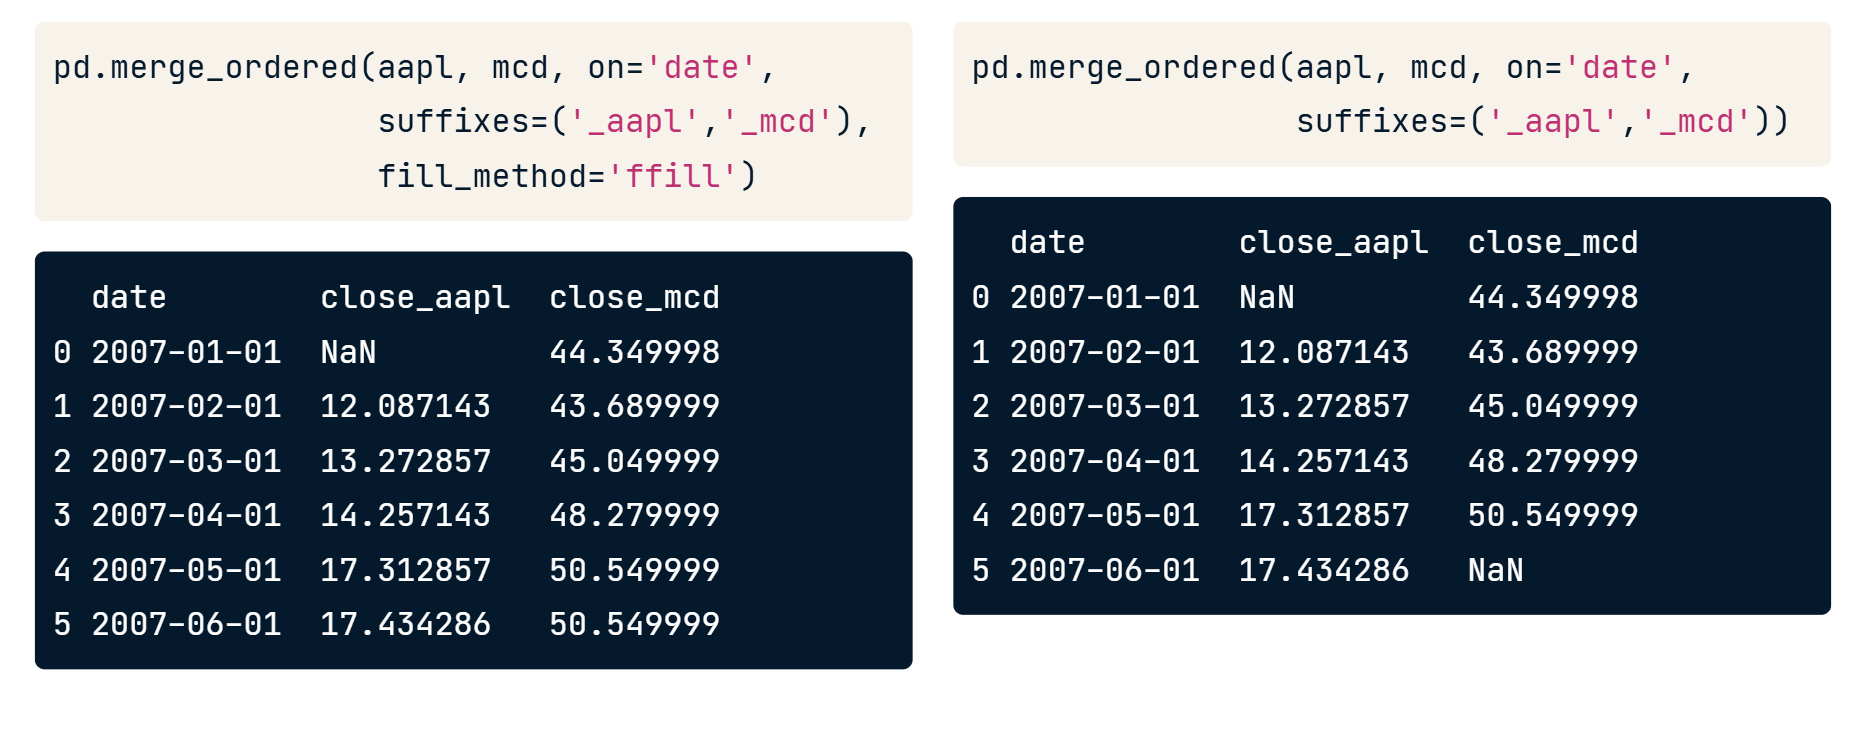 pd.merge_ordered(aapl, mcd, on='date',
                 suffixes=('_aapl','_mcd'),
                 fill_method='ffill')
  date        close_aapl  close_mcd
0 2007-01-01  NaN         44.349998
1 2007-02-01  12.087143   43.689999
2 2007-03-01  13.272857   45.049999
3 2007-04-01  14.257143   48.279999
4 2007-05-01  17.312857   50.549999
5 2007-06-01  17.434286   50.549999
pd.merge_ordered(aapl, mcd, on='date',
                 suffixes=('_aapl','_mcd'))
  date        close_aapl  close_mcd
0 2007-01-01  NaN         44.349998
1 2007-02-01  12.087143   43.689999
2 2007-03-01  13.272857   45.049999
3 2007-04-01  14.257143   48.279999
4 2007-05-01  17.312857   50.549999
5 2007-06-01  17.434286   NaN